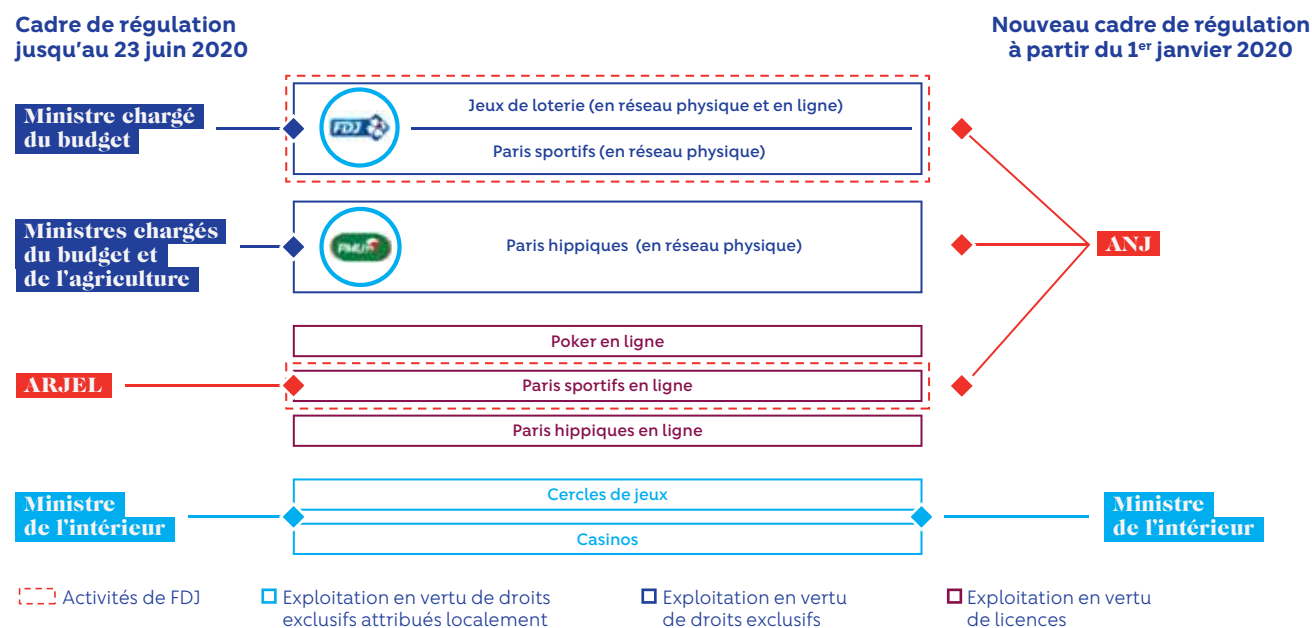 Cadre de régulation
jusqu'au 23 juin 2020
Nouveau cadre de régulation
à partir du 1er janvier 2020
Ministre chargé
du budget
FDJ
Jeux de loterie (en réseau physique et en ligne)
Paris sportifs (en réseau physique)
Ministres chargés
du budget et
de l'agriculture
PMU
Paris hippiques (en réseau physique)
ANJ
Poker en ligne
ARJEL
Paris sportifs en ligne
Paris hippiques en ligne
Ministre
de l'intérieur
Cercles de jeux
Casinos
Ministre
de l'intérieur
Activités de FDJ
Exploitation en vertu de droits
exclusifs attribués localement
Exploitation en vertu
de droits exclusifs
Exploitation en vertu
de licences